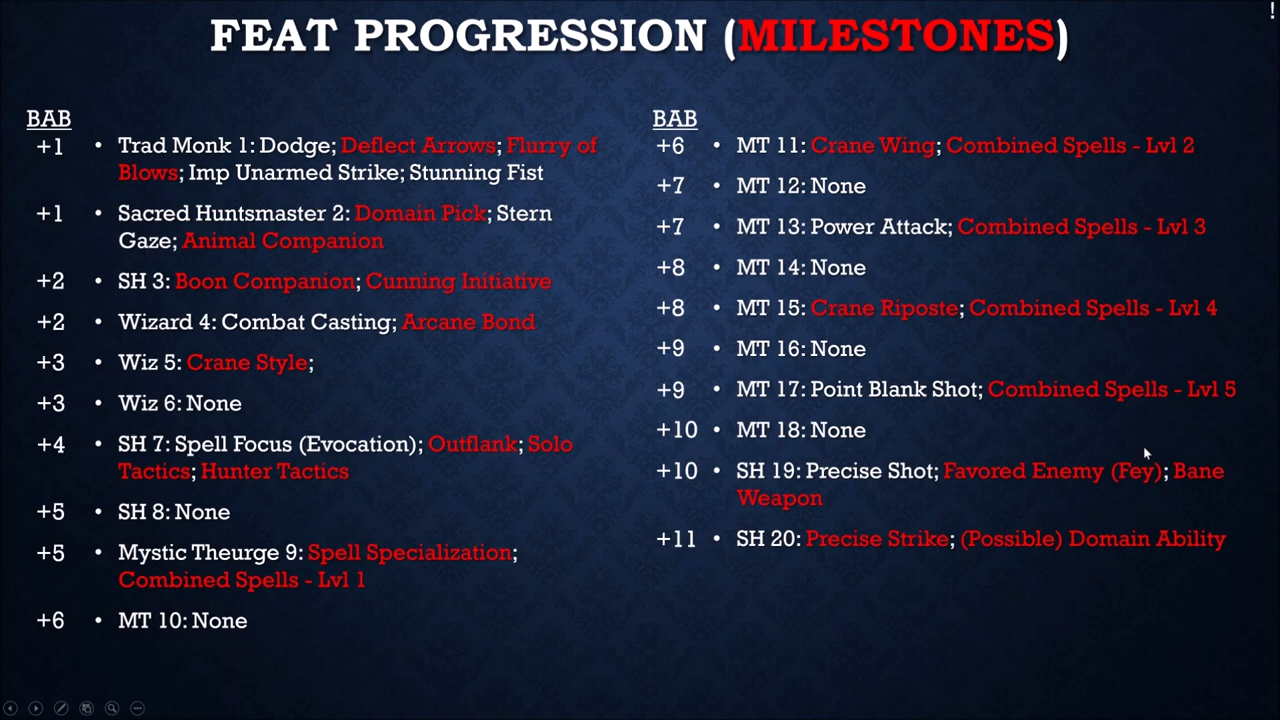 !
FEAT PROGRESSION (MILESTONES)
BAB
+1 • Trad Monk 1: Dodge; Deflect Arrows; Flurry of
Blows; Imp Unarmed Strike; Stunning Fist
+1 • Sacred Huntsmaster 2: Domain Pick; Stern
Gaze; Animal Companion
+2 • SH 3: Boon Companion; Cunning Initiative
+2 • Wizard 4: Combat Casting; Arcane Bond
+3 • Wiz 5: Crane Style;
+3 • Wiz 6: None
+4 • SH 7: Spell Focus (Evocation); Outflank; Solo
Tactics; Hunter Tactics
+5 • SH 8: None
+5 • Mystic Theurge 9: Spell Specialization;
Combined Spells - Lvl 1
+6 • MT 10: None
BAB
+6 • MT 11: Crane Wing; Combined Spells - Lvl 2
+7 • MT 12: None
+7 • MT 13: Power Attack; Combined Spells - Lvl 3
+8 • MT 14: None
+8 • MT 15: Crane Riposte; Combined Spells - Lvl 4
+9 • MT 16: None
+9 • MT 17: Point Blank Shot; Combined Spells - Lvl 5
+10 • MT 18: None
+10 • SH 19: Precise Shot; Favored Enemy (Fey); Bane
Weapon
+11 • SH 20: Precise Strike; (Possible) Domain Ability